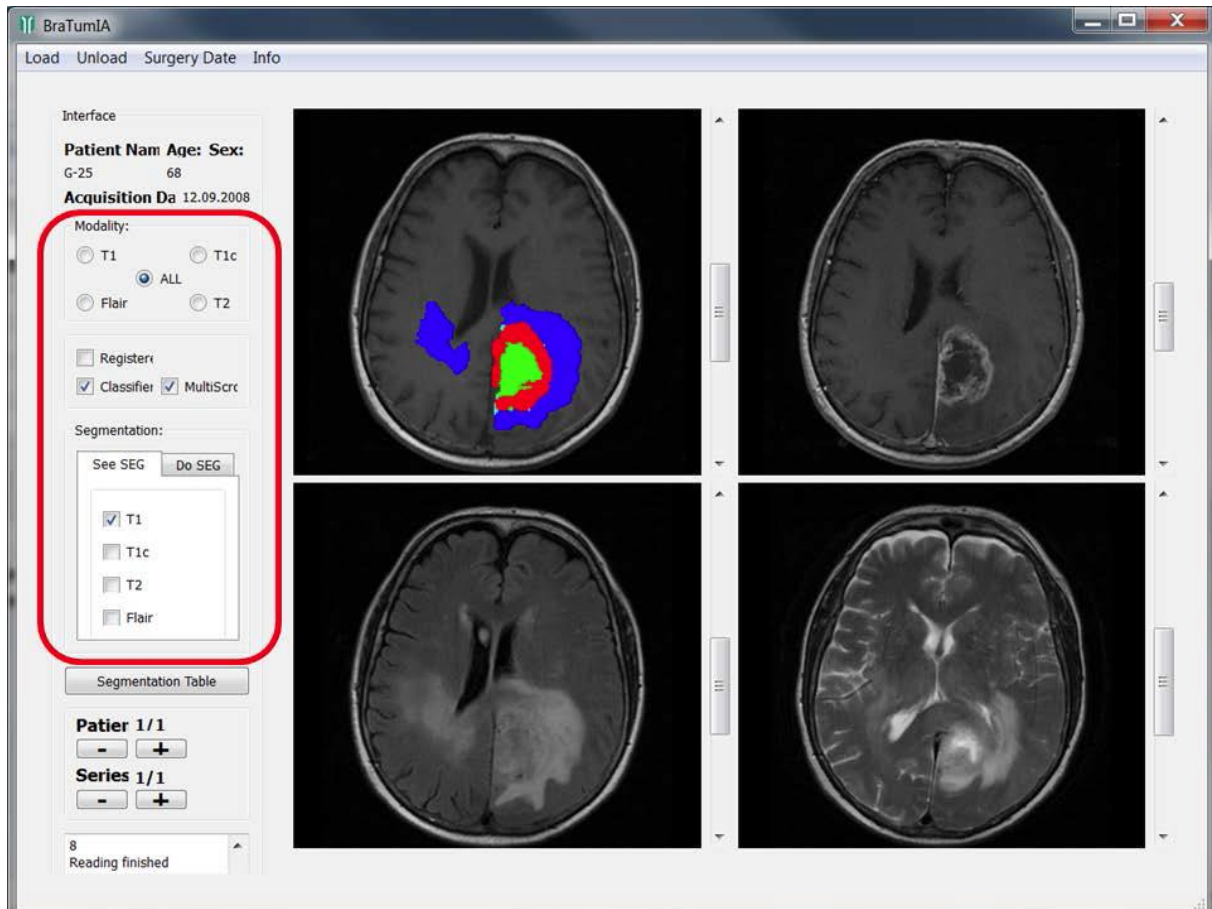 BraTumIA
Load Unload Surgery Date Info
Interface
Patient Nam Age: Sex:
G-25 68
Acquisition Da 12.09.2008
Modality:
T1 T1c
ALL
Flair T2
Registere
Classifier MultiScrc
Segmentation:
See SEG Do SEG
T1
T1c
T2
Flair
Segmentation Table
Patier 1/1
- +
Series 1/1
- +
8
Reading finished